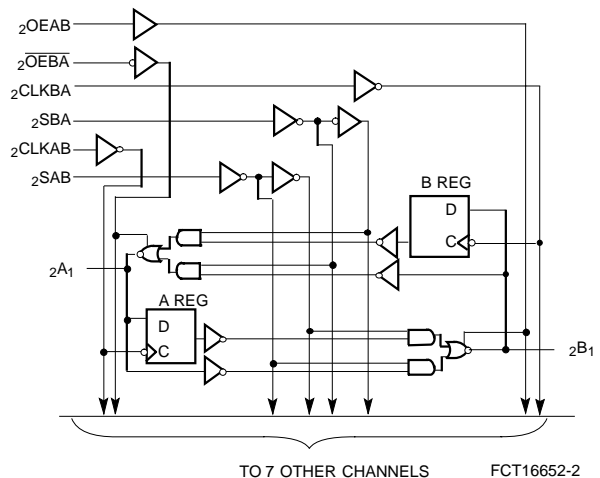 2OEAB
2OEBA
2CLKBA
2SBA
2CLKAB
2SAB
B REG
D
C
2A1
A REG
D
C
2B1
TO 7 OTHER CHANNELS
FCT16652-2